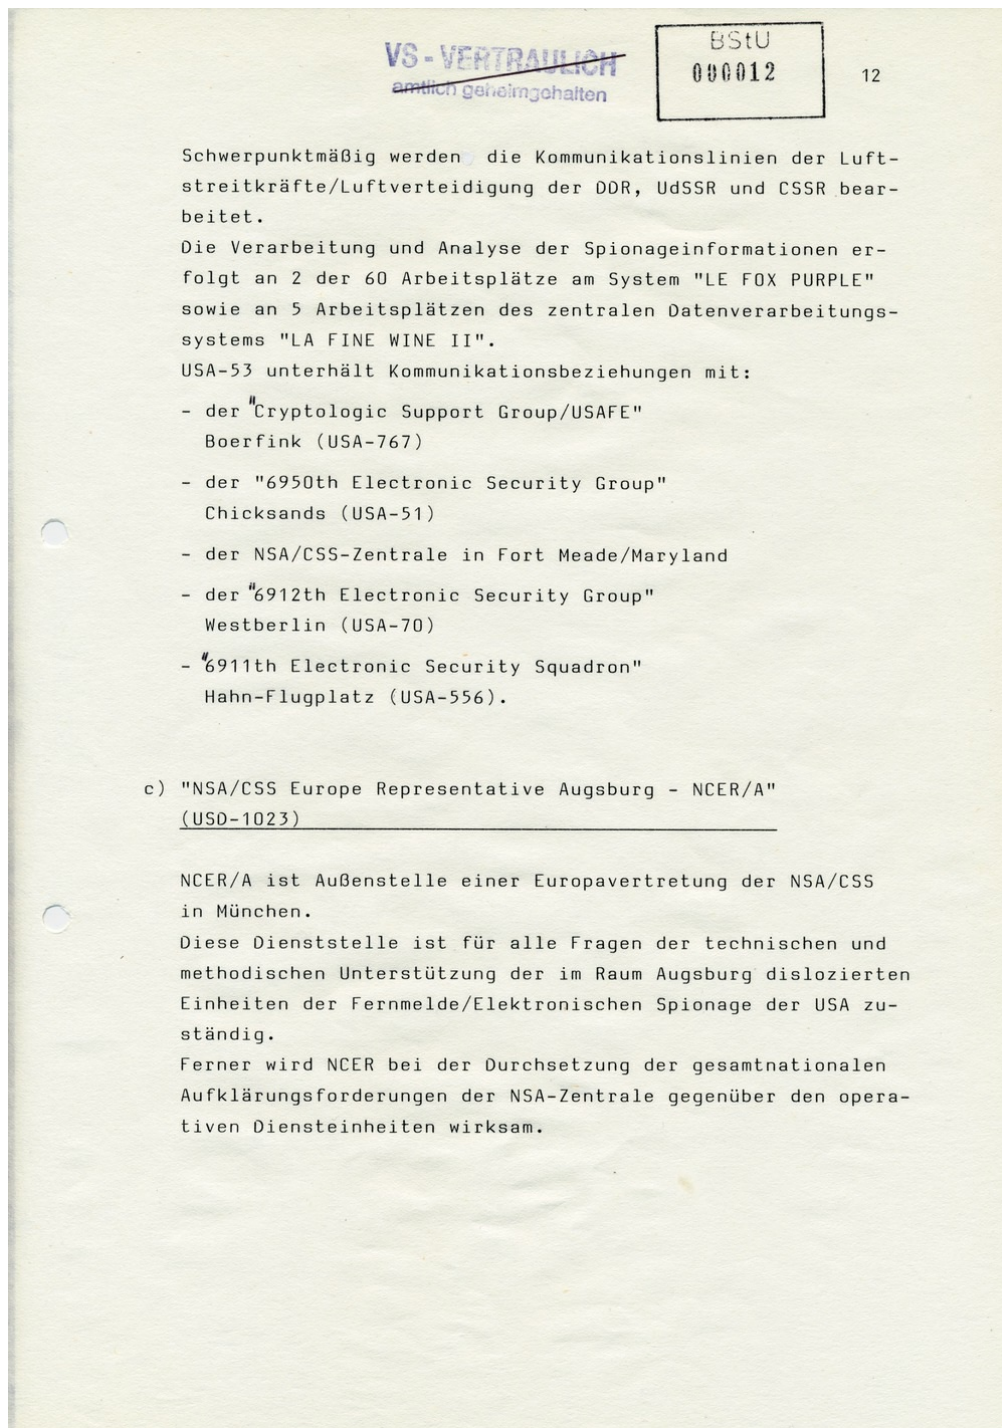 VS-VERTRAULICH
amtlich geheimgehalten
BStU
000012
12
Schwerpunktmäßig werden die Kommunikationslinien der Luft-
streitkräfte/Luftverteidigung der DDR, UdSSR und CSSR bear-
beitet.
Die Verarbeitung und Analyse der Spionageinformationen er-
folgt an 2 der 60 Arbeitsplätze am System "LE FOX PURPLE"
sowie an 5 Arbeitsplätzen des zentralen Datenverarbeitungs-
systems "LA FINE WINE II".
USA-53 unterhält Kommunikationsbeziehungen mit:
- der "Cryptologic Support Group/USAFE"
Boerfink (USA-767)
- der "6950th Electronic Security Group"
Chicksands (USA-51)
- der NSA/CSS-Zentrale in Fort Meade/Maryland
- der "6912th Electronic Security Group"
Westberlin (USA-70)
- "6911th Electronic Security Squadron"
Hahn-Flugplatz (USA-556).
c) "NSA/CSS Europe Representative Augsburg - NCER/A"
(USD-1023)
NCER/A ist Außenstelle einer Europavertretung der NSA/CSS
in München.
Diese Dienststelle ist für alle Fragen der technischen und
methodischen Unterstützung der im Raum Augsburg dislozierten
Einheiten der Fernmelde/Elektronischen Spionage der USA zu-
ständig.
Ferner wird NCER bei der Durchsetzung der gesamtnationalen
Aufklärungsforderungen der NSA-Zentrale gegenüber den opera-
tiven Diensteinheiten wirksam.